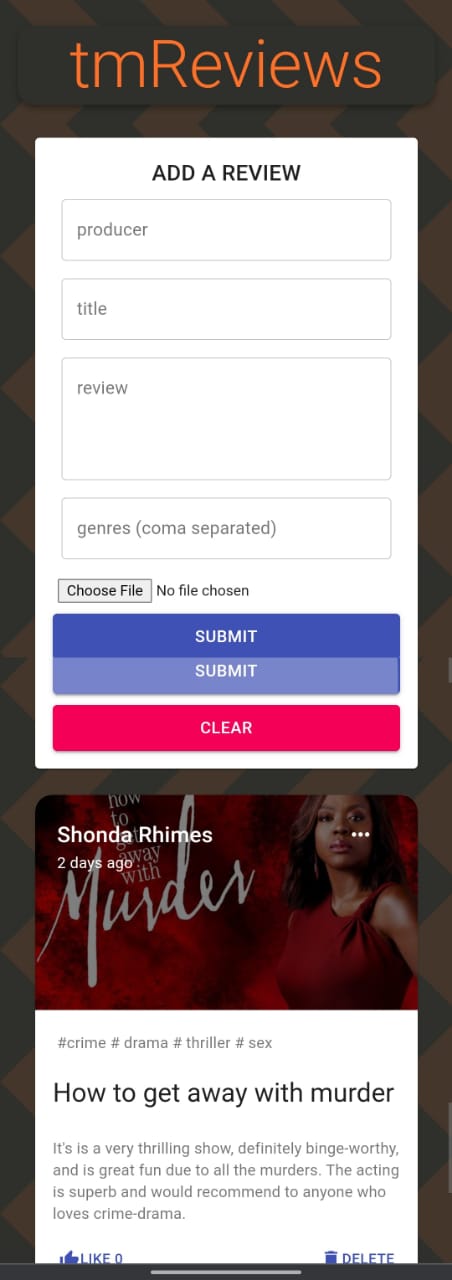 tmReviews
ADD A REVIEW
producer
title
review
genres (coma separated)
Choose File No file chosen
SUBMIT
SUBMIT
CLEAR
how
to
get
away
with
Murder
Shonda Rhimes
2 days ago
#crime # drama # thriller # sex
How to get away with murder
It's is a very thrilling show, definitely binge-worthy,
and is great fun due to all the murders. The acting
is superb and would recommend to anyone who
loves crime-drama.
LIKE 0
DELETE